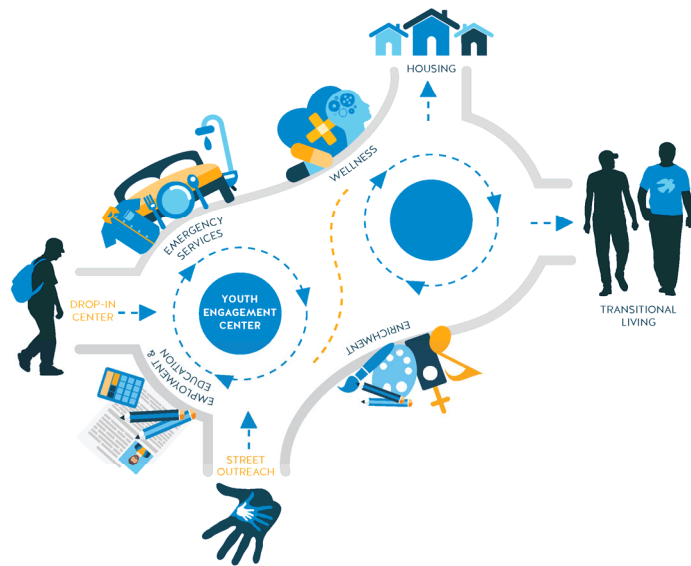 HOUSING
WELLNESS
EMERGENCY
SERVICES
DROP-IN
CENTER
YOUTH
ENGAGEMENT
CENTER
TRANSITIONAL
LIVING
ENRICHMENT
EMPLOYMENT &
EDUCATION
STREET
OUTREACH